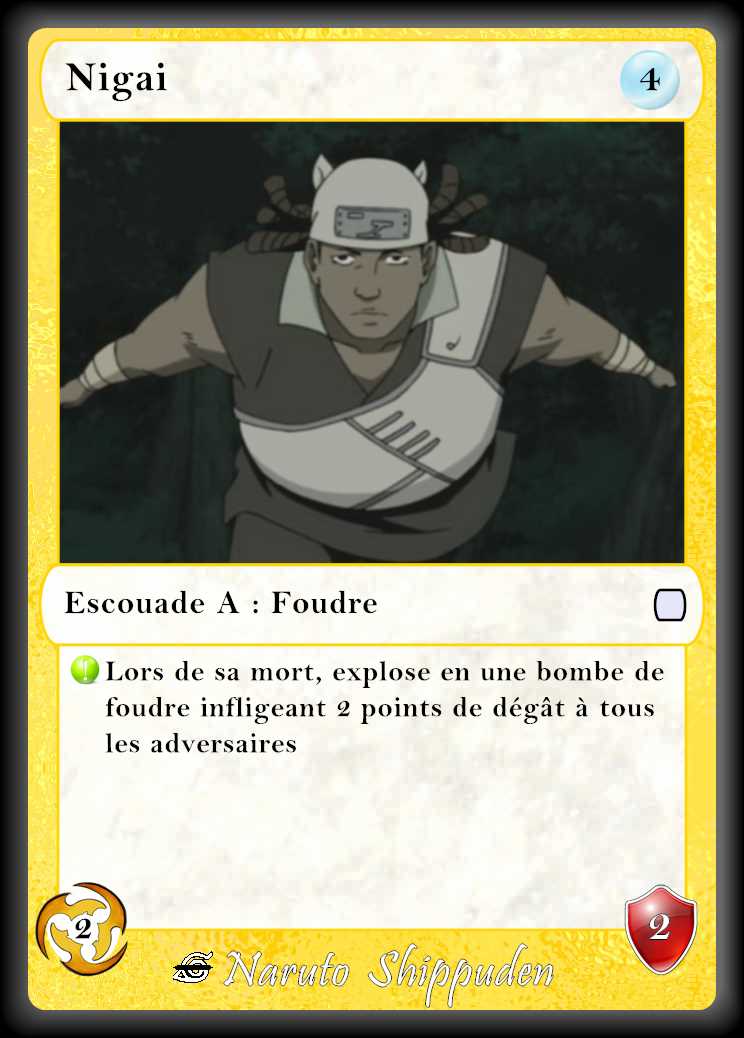 Nigai
4
Escouade A : Foudre
Lors de sa mort, explose en une bombe de
foudre infligeant 2 points de dégât à tous
les adversaires
2
2
Naruto Shippuden